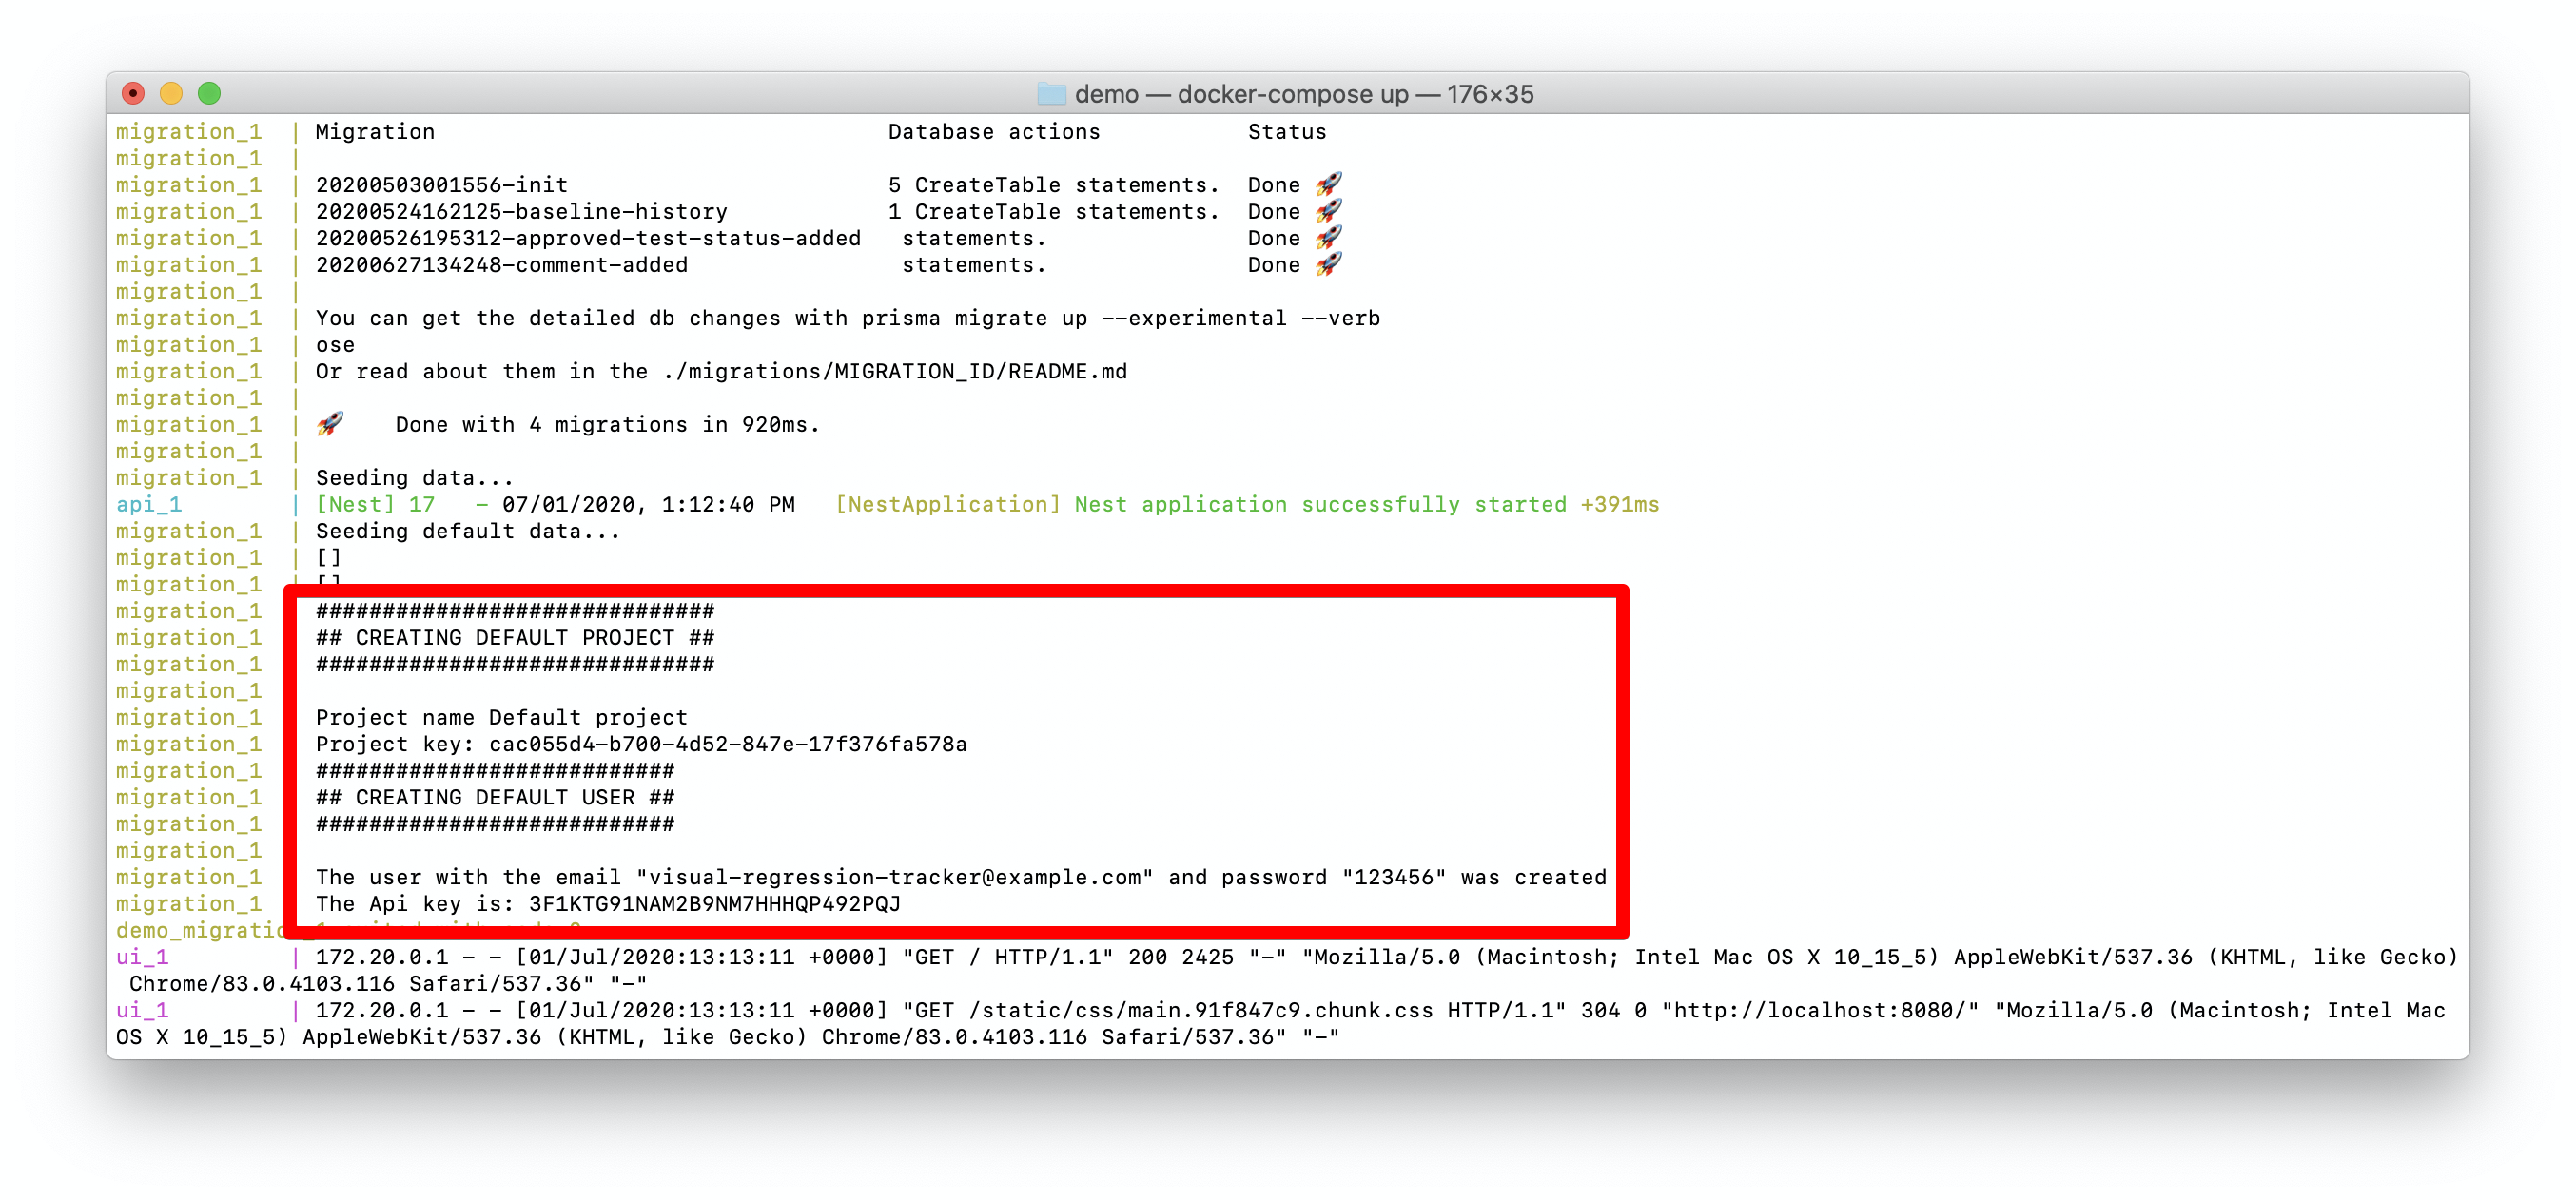 demo — docker-compose up — 176×35
migration_1 | Migration Database actions Status
migration_1 |
migration_1 | 20200503001556-init 5 CreateTable statements. Done 🚀
migration_1 | 20200524162125-baseline-history 1 CreateTable statements. Done 🚀
migration_1 | 20200526195312-approved-test-status-added statements. Done 🚀
migration_1 | 20200627134248-comment-added statements. Done 🚀
migration_1 |
migration_1 | You can get the detailed db changes with prisma migrate up --experimental --verb
migration_1 | ose
migration_1 | Or read about them in the ./migrations/MIGRATION_ID/README.md
migration_1 |
migration_1 | 🚀 Done with 4 migrations in 920ms.
migration_1 |
migration_1 | Seeding data...
api_1 | [Nest] 17 - 07/01/2020, 1:12:40 PM [NestApplication] Nest application successfully started +391ms
migration_1 | Seeding default data...
migration_1 | []
migration_1 | []
migration_1 ##############################
migration_1 ## CREATING DEFAULT PROJECT ##
migration_1 ##############################
migration_1
migration_1 Project name Default project
migration_1 Project key: cac055d4-b700-4d52-847e-17f376fa578a
migration_1 ###########################
migration_1 ## CREATING DEFAULT USER ##
migration_1 ###########################
migration_1
migration_1 The user with the email "visual-regression-tracker@example.com" and password "123456" was created
migration_1 The Api key is: 3F1KTG91NAM2B9NM7HHHQP492PQJ
ui_1 | 172.20.0.1 - - [01/Jul/2020:13:13:11 +0000] "GET / HTTP/1.1" 200 2425 "-" "Mozilla/5.0 (Macintosh; Intel Mac OS X 10_15_5) AppleWebKit/537.36 (KHTML, like Gecko)
Chrome/83.0.4103.116 Safari/537.36" "-"
ui_1 | 172.20.0.1 - - [01/Jul/2020:13:13:11 +0000] "GET /static/css/main.91f847c9.chunk.css HTTP/1.1" 304 0 "http://localhost:8080/" "Mozilla/5.0 (Macintosh; Intel Mac
OS X 10_15_5) AppleWebKit/537.36 (KHTML, like Gecko) Chrome/83.0.4103.116 Safari/537.36" "-"